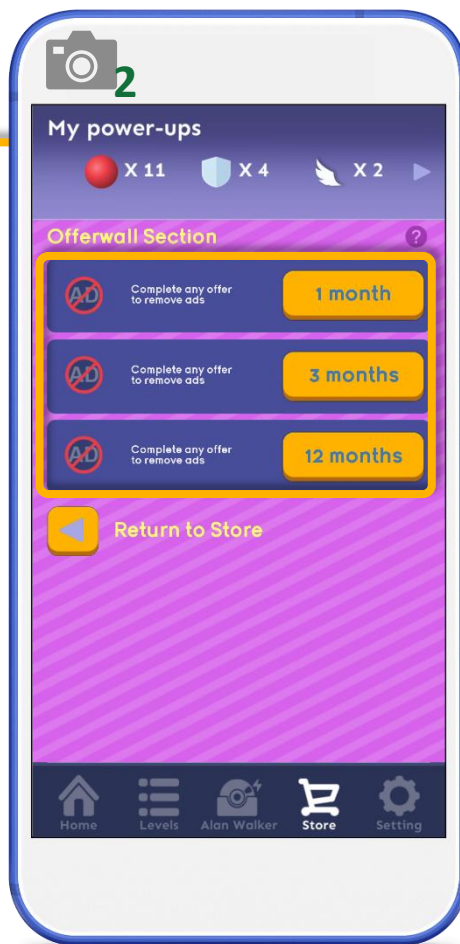 2
My power-ups
X 11
X 4
X 2
Offerwall Section
?
AD
Complete any offer
to remove ads
1 month
AD
Complete any offer
to remove ads
3 months
AD
Complete any offer
to remove ads
12 months
Return to Store
Home
Levels
Alan Walker
Store
Setting